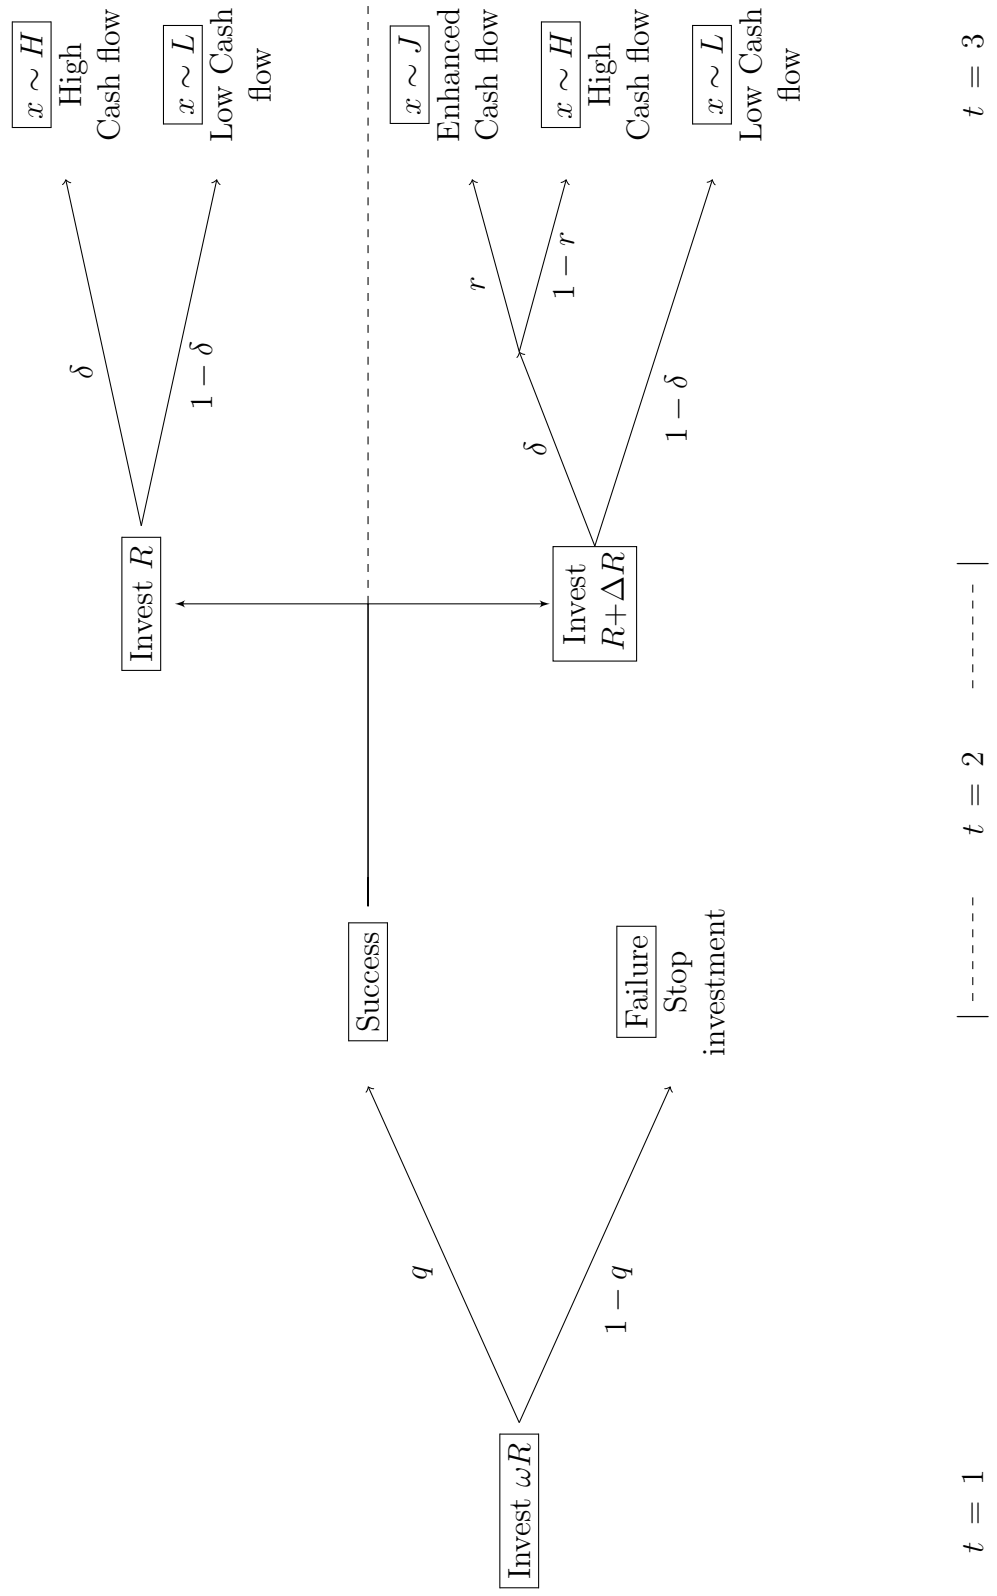 Invest ωR
q
1 − q
Success
Failure
Stop
investment
Invest R
Invest
R+ΔR
δ
1 − δ
δ
1 − δ
r
1 − r
x ∼ H
High
Cash flow
x ∼ L
Low Cash
flow
x ∼ J
Enhanced
Cash flow
x ∼ H
High
Cash flow
x ∼ L
Low Cash
flow
t = 1
t = 2
t = 3